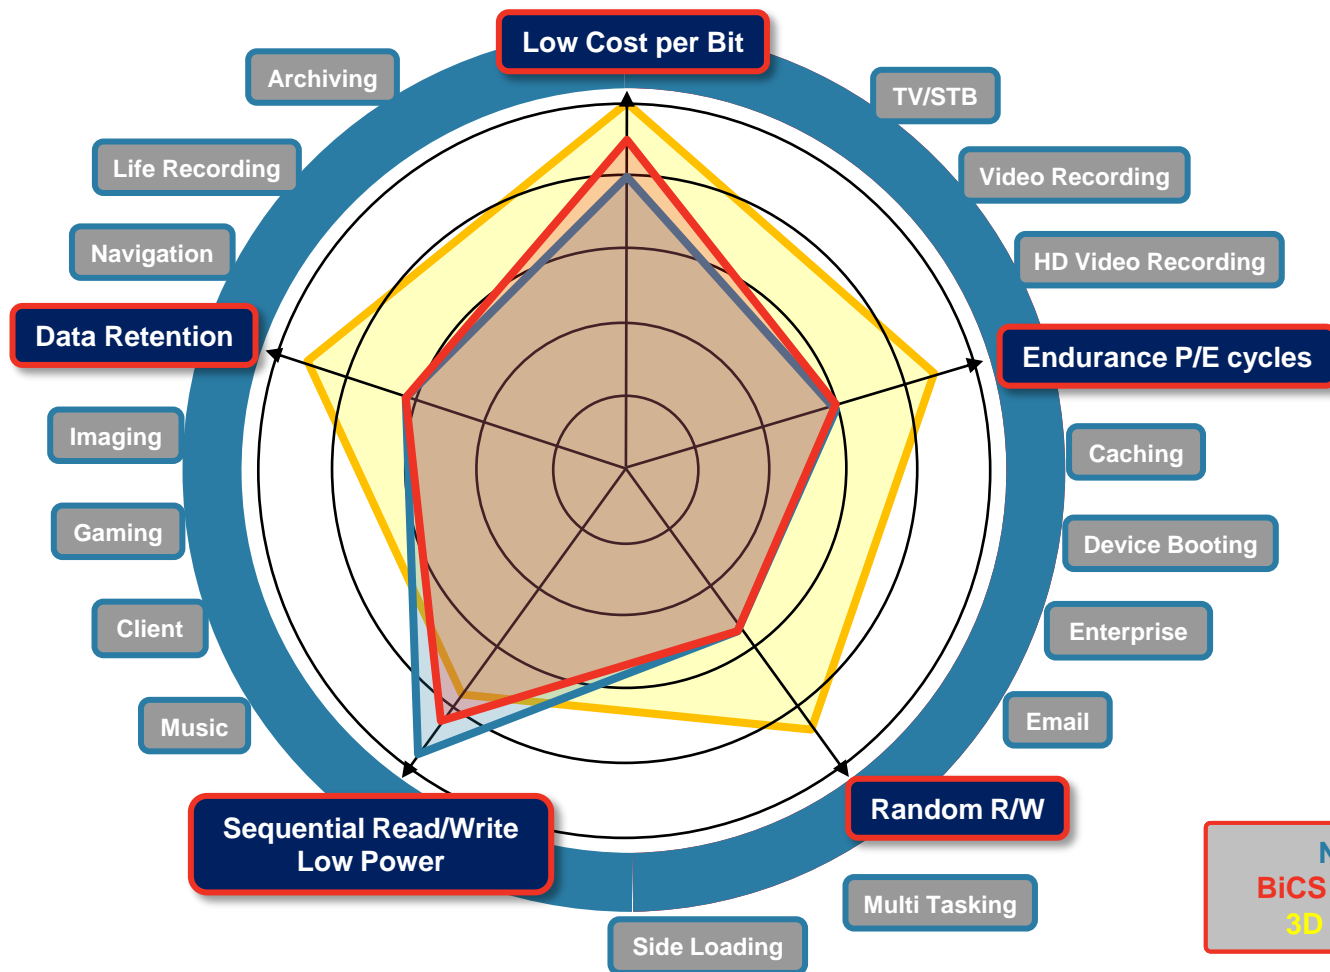 Low Cost per Bit
Archiving
TV/STB
Life Recording
Video Recording
Navigation
HD Video Recording
Data Retention
Endurance P/E cycles
Imaging
Caching
Gaming
Device Booting
Client
Enterprise
Music
Email
Sequential Read/Write
Low Power
Random R/W
Multi Tasking
Side Loading
N
BiCS
3D